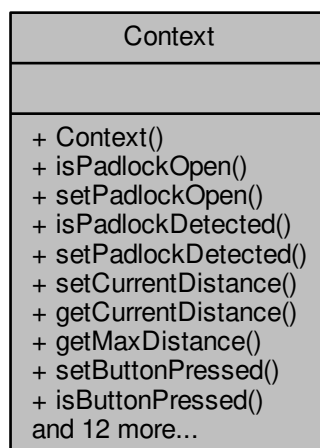 Context
+ Context()
+ isPadlockOpen()
+ setPadlockOpen()
+ isPadlockDetected()
+ setPadlockDetected()
+ setCurrentDistance()
+ getCurrentDistance()
+ getMaxDistance()
+ setButtonPressed()
+ isButtonPressed()
and 12 more...